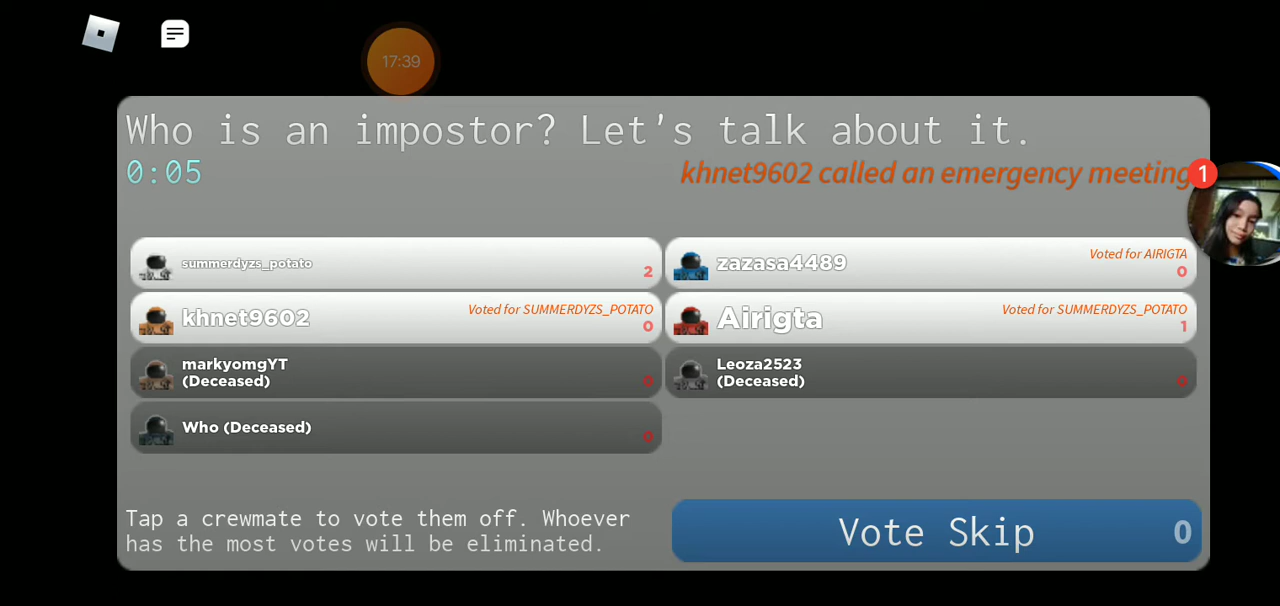 17:39
Who is an impostor? Let's talk about it.
0:05
khnet9602 called an emergency meeting
1
summerdyzs_potato
2
zazasa4489
Voted for AIRIGTA
0
khnet9602
Voted for SUMMERDYZS_POTATO
0
Airigta
Voted for SUMMERDYZS_POTATO
1
markyomgYT
(Deceased)
0
Leoza2523
(Deceased)
0
Who (Deceased)
0
Tap a crewmate to vote them off. Whoever
has the most votes will be eliminated.
Vote Skip
0